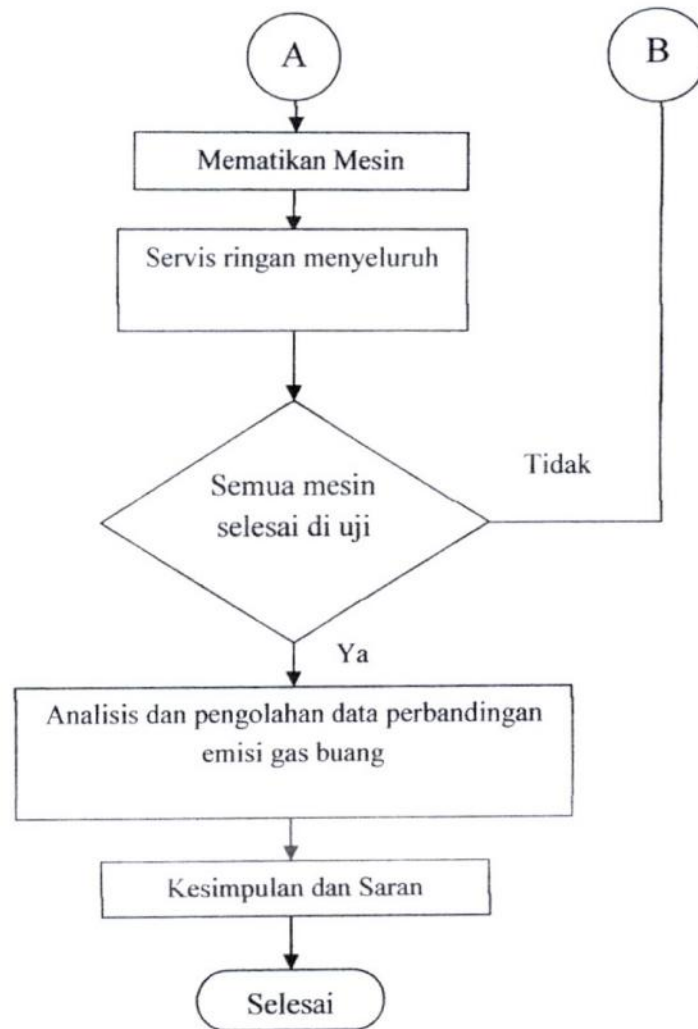 A
B
Mematikan Mesin
Servis ringan menyeluruh
Semua mesin
selesai di uji
Tidak
Ya
Analisis dan pengolahan data perbandingan
emisi gas buang
Kesimpulan dan Saran
Selesai